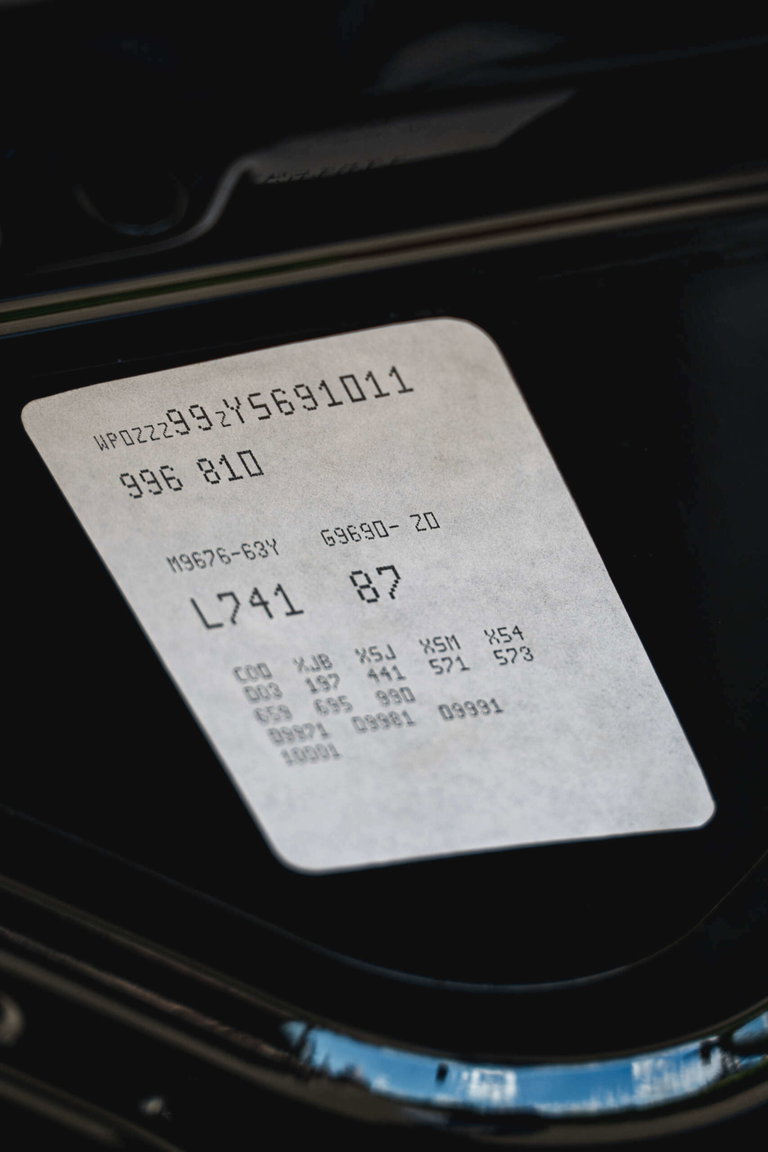 WP0ZZZ99ZYS691011
996 810
M9676-63Y G9690- 20
L741 87
C00 XJB X5J X5M X54
003 197 441 571 573
659 695 990
09971 09981 09991
10001